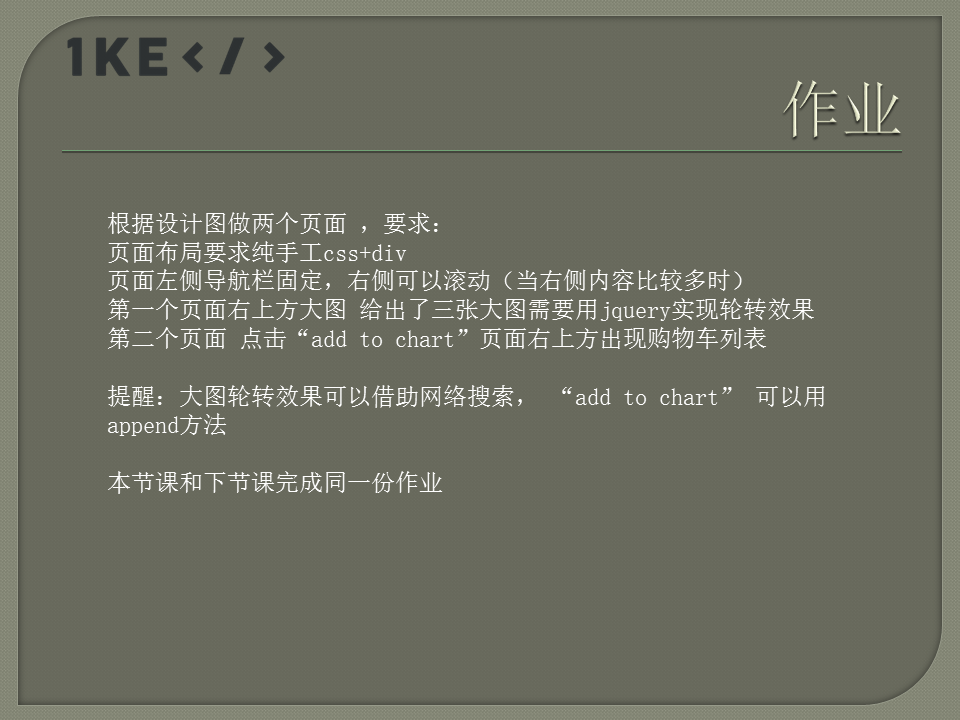 1KE</>
作业
根据设计图做两个页面 ，要求：
页面布局要求纯手工css+div
页面左侧导航栏固定，右侧可以滚动（当右侧内容比较多时）
第一个页面右上方大图 给出了三张大图需要用jquery实现轮转效果
第二个页面 点击“add to chart”页面右上方出现购物车列表
提醒：大图轮转效果可以借助网络搜索， “add to chart” 可以用
append方法
本节课和下节课完成同一份作业